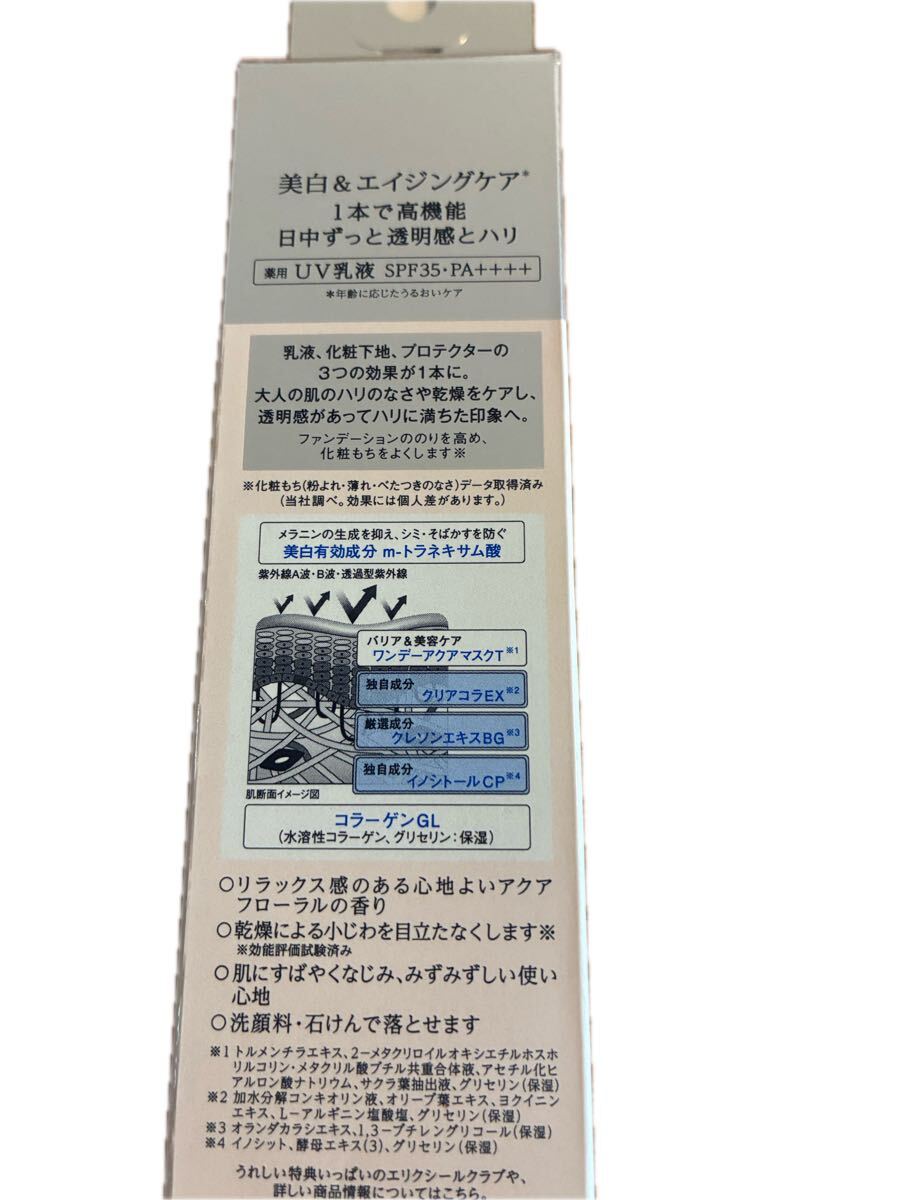 美白&エイジングケア*
1本で高機能
日中ずっと透明感とハリ
薬用 UV乳液 SPF35・PA++++
*年齢に応じたうるおいケア
乳液、化粧下地、プロテクターの
3つの効果が1本に。
大人の肌のハリのなさや乾燥をケアし、
透明感があってハリに満ちた印象へ。
ファンデーションののりを高め、
化粧もちをよくします※
※化粧もち(粉よれ・薄れ・べたつきのなさ)データ取得済み
(当社調べ。効果には個人差があります。)
メラニンの生成を抑え、シミ・そばかすを防ぐ
美白有効成分 m-トラネキサム酸
紫外線A波・B波・透過型紫外線
バリア&美容ケア
ワンデーアクアマスクT※1
独自成分
クリアコラEX※2
厳選成分
クレソンエキスBG※3
独自成分
イノシトールCP※4
肌断面イメージ図
コラーゲンGL
(水溶性コラーゲン、グリセリン:保湿)
○リラックス感のある心地よいアクア
フローラルの香り
○乾燥による小じわを目立たなくします※
※効能評価試験済み
○肌にすばやくなじみ、みずみずしい使い
心地
○洗顔料・石けんで落とせます
※1 トルメンチラエキス、2-メタクリロイルオキシエチルホスホ
リルコリン・メタクリル酸ブチル共重合体液、アセチル化ヒ
アルロン酸ナトリウム、サクラ葉抽出液、グリセリン(保湿)
※2 加水分解コンキオリン液、オリーブ葉エキス、ヨクイニン
エキス、L-アルギニン塩酸塩、グリセリン(保湿)
※3 オランダカラシエキス、1,3-ブチレングリコール(保湿)
※4 イノシット、酵母エキス(3)、グリセリン(保湿)
うれしい特典いっぱいのエリクシールクラブや、
詳しい商品情報についてはこちら。